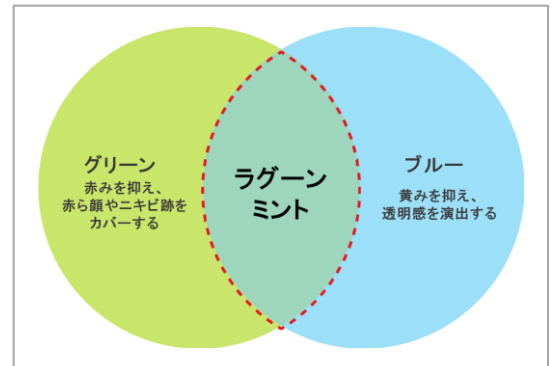 グリーン
赤みを抑え、
赤ら顔やニキビ跡を
カバーする
ラグーン
ミント
ブルー
黄みを抑え、
透明感を演出する